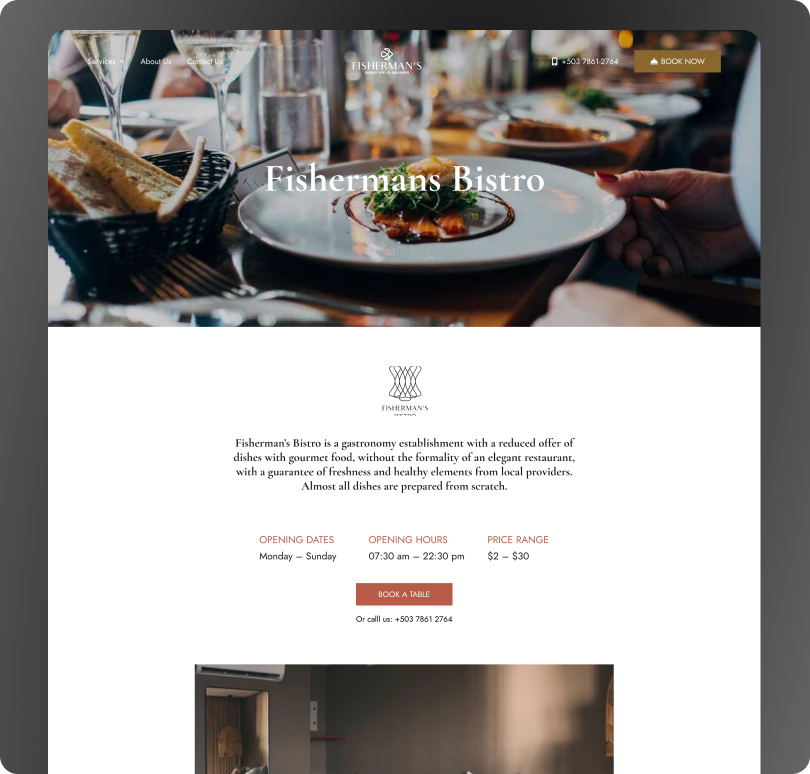 Services
About Us
Contact Us
FISHERMAN'S
+503 7861-2764
BOOK NOW
Fishermans Bistro
FISHERMAN'S
BISTRÓ
Fisherman's Bistro is a gastronomy establishment with a reduced offer of
dishes with gourmet food, without the formality of an elegant restaurant,
with a guarantee of freshness and healthy elements from local providers.
Almost all dishes are prepared from scratch.
OPENING DATES
Monday – Sunday
OPENING HOURS
07:30 am – 22:30 pm
PRICE RANGE
$2 – $30
BOOK A TABLE
Or calll us: +503 7861 2764